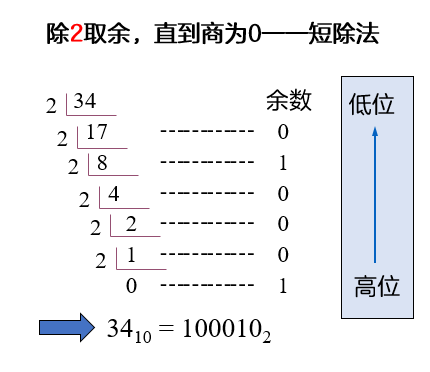 除2取余，直到商为0——短除法
余数
2 34
2 17 ------------ 0
2 8 ------------ 1
2 4 ------------ 0
2 2 ------------ 0
2 1 ------------ 0
0 ------------ 1
低位
高位
34₁₀ = 100010₂